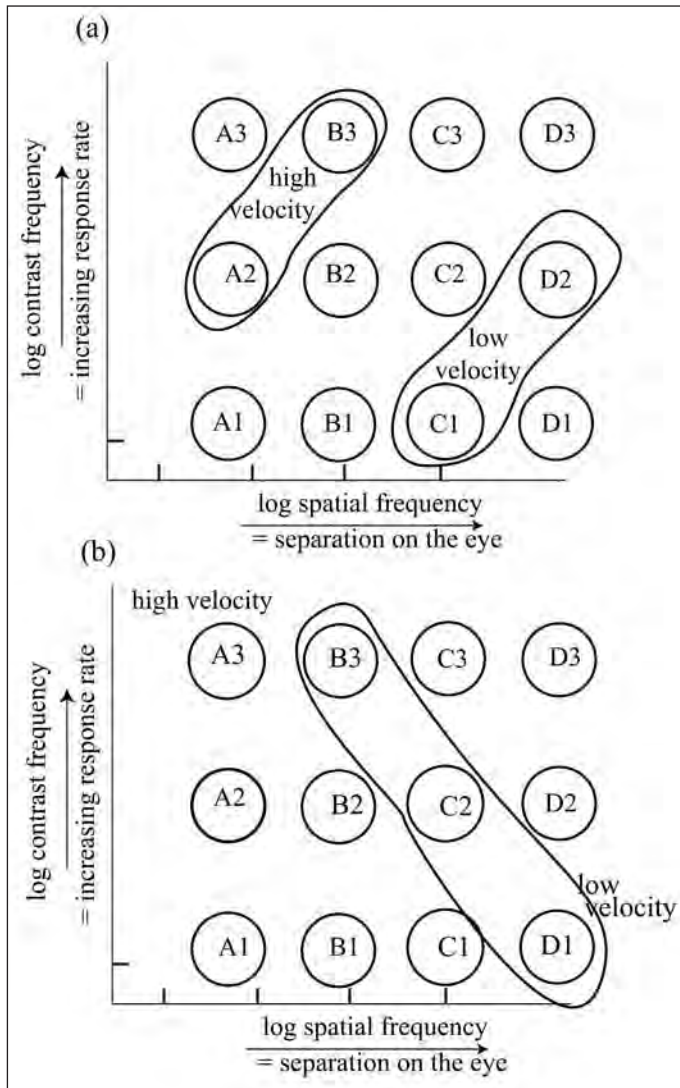 (a)
A3 B3 C3 D3
high
velocity
A2 B2 C2 D2
low
velocity
A1 B1 C1 D1
log contrast frequency
= increasing response rate
log spatial frequency
= separation on the eye
(b)
high velocity
A3 B3 C3 D3
A2 B2 C2 D2
low
velocity
A1 B1 C1 D1
log contrast frequency
= increasing response rate
log spatial frequency
= separation on the eye